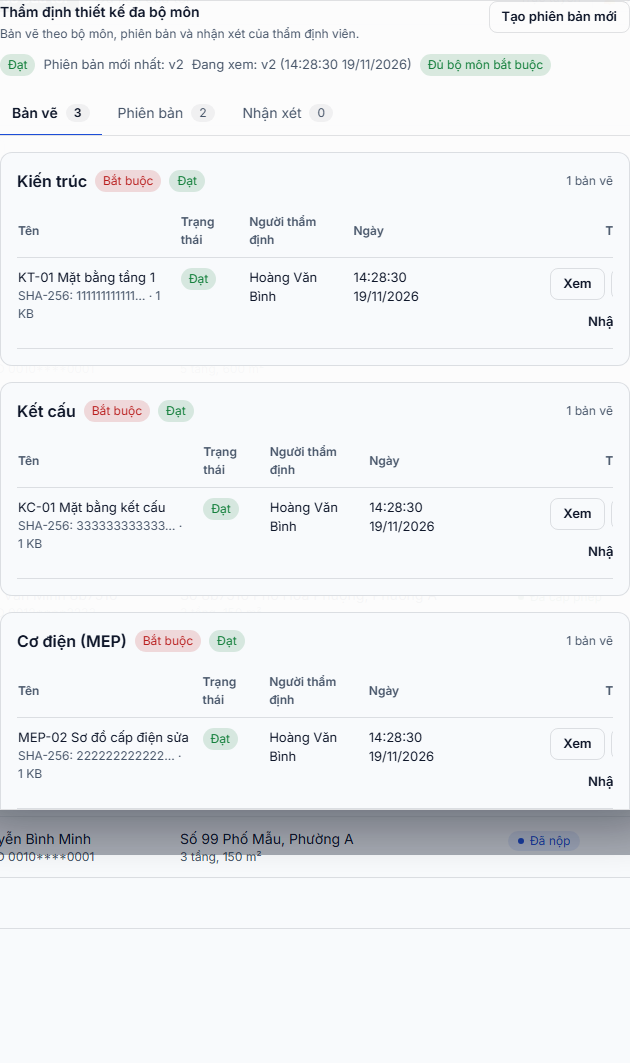 Thẩm định thiết kế đa bộ môn
Tạo phiên bản mới
Bản vẽ theo bộ môn, phiên bản và nhận xét của thẩm định viên.
Đạt Phiên bản mới nhất: v2 Đang xem: v2 (14:28:30 19/11/2026) Đủ bộ môn bắt buộc
Bản vẽ 3 Phiên bản 2 Nhận xét 0
Kiến trúc Bắt buộc Đạt 1 bản vẽ
Tên Trạng thái Người thẩm định Ngày T
KT-01 Mặt bằng tầng 1 Đạt Hoàng Văn Bình 14:28:30 19/11/2026 Xem
SHA-256: 111111111111… · 1 KB
Nhậ
Kết cấu Bắt buộc Đạt 1 bản vẽ
Tên Trạng thái Người thẩm định Ngày T
KC-01 Mặt bằng kết cấu Đạt Hoàng Văn Bình 14:28:30 19/11/2026 Xem
SHA-256: 333333333333… · 1 KB
Nhậ
Cơ điện (MEP) Bắt buộc Đạt 1 bản vẽ
Tên Trạng thái Người thẩm định Ngày T
MEP-02 Sơ đồ cấp điện sửa Đạt Hoàng Văn Bình 14:28:30 19/11/2026 Xem
SHA-256: 222222222222… · 1 KB
Nhậ
yễn Bình Minh Số 99 Phố Mẫu, Phường A Đã nộp
0010****0001 3 tầng, 150 m²